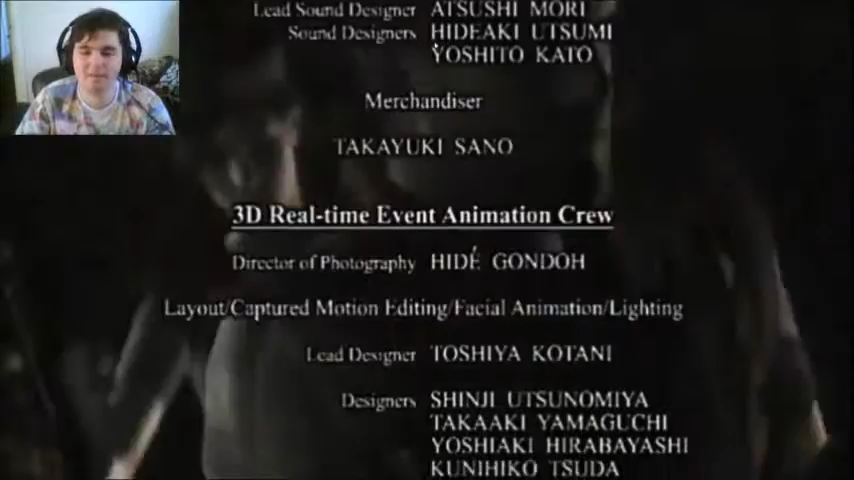 Lead Sound Designer ATSUSHI MORI
Sound Designers HIDEAKI UTSUMI
YOSHITO KATO
Merchandiser
TAKAYUKI SANO
3D Real-time Event Animation Crew
Director of Photography HIDÉ GONDOH
Layout/Captured Motion Editing/Facial Animation/Lighting
Lead Designer TOSHIYA KOTANI
Designers SHINJI UTSUNOMIYA
TAKAAKI YAMAGUCHI
YOSHIAKI HIRABAYASHI
KUNIHIKO TSUDA